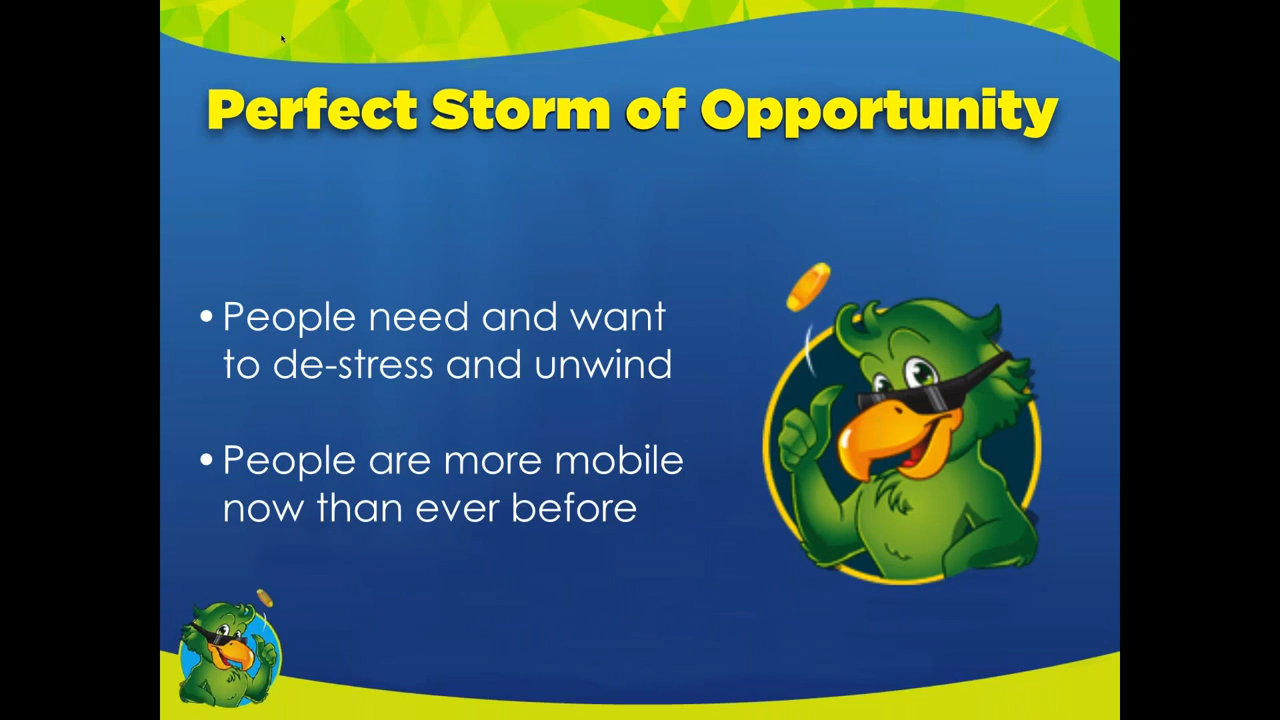 Perfect Storm of Opportunity
• People need and want
to de-stress and unwind
• People are more mobile
now than ever before